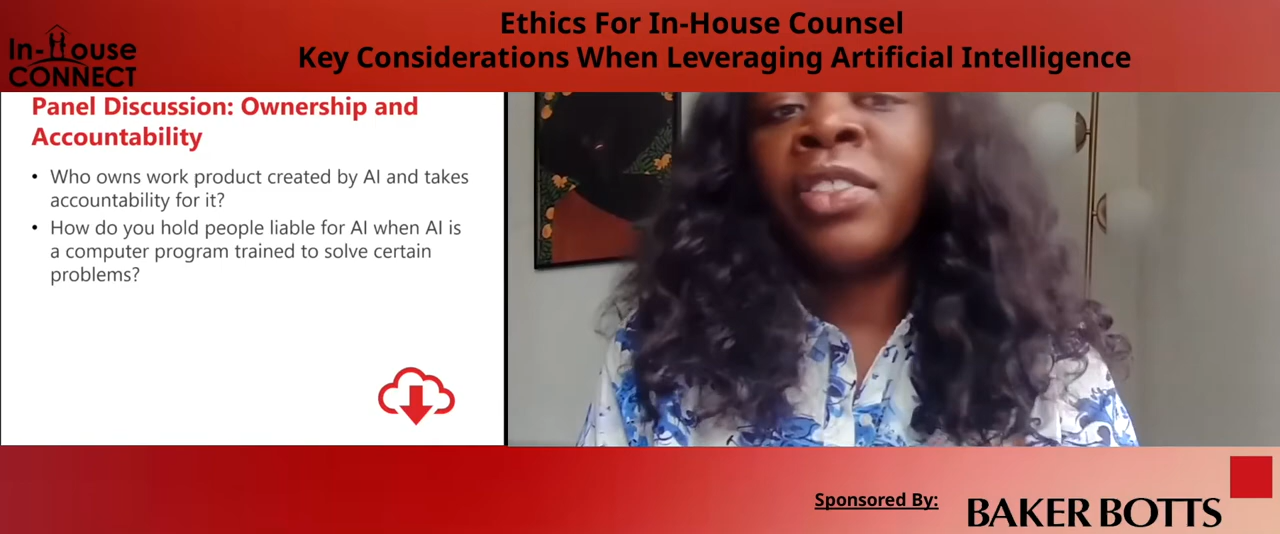 Ethics For In-House Counsel
Key Considerations When Leveraging Artificial Intelligence
In-House
CONNECT
Panel Discussion: Ownership and
Accountability
• Who owns work product created by AI and takes
accountability for it?
• How do you hold people liable for AI when AI is
a computer program trained to solve certain
problems?
Sponsored By:
BAKER BOTTS